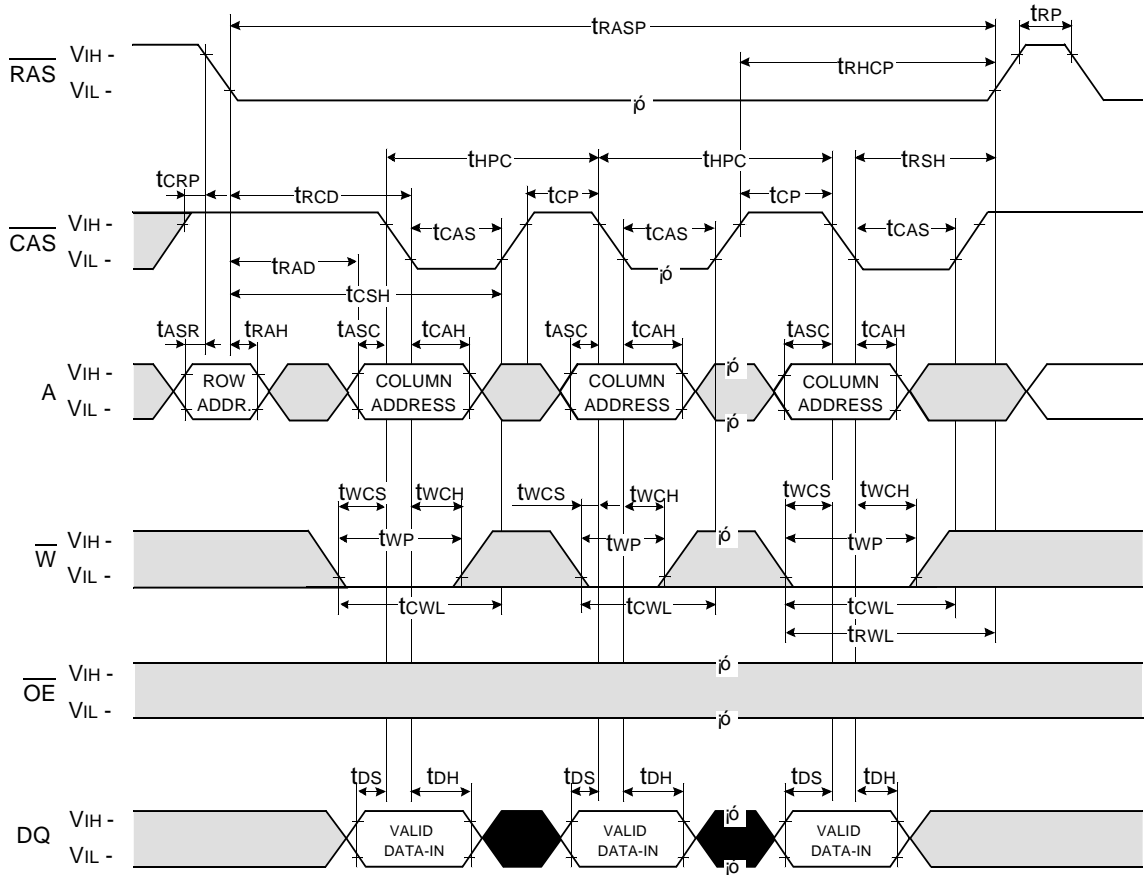 tRASP
tRP
RAS
VIH -
VIL -
tRHCP
¡ó
tHPC
tHPC
tRSH
tCRP
tRCD
tCP
tCP
CAS
VIH -
VIL -
tCAS
tCAS
tCAS
¡ó
tRAD
tCSH
tASR
tRAH
tASC
tCAH
tASC
tCAH
tASC
tCAH
A
VIH -
VIL -
ROW
ADDR.
COLUMN
ADDRESS
COLUMN
ADDRESS
¡ó
¡ó
COLUMN
ADDRESS
tWCS
tWCH
tWCS
tWCH
tWCS
tWCH
W
VIH -
VIL -
tWP
tWP
¡ó
tWP
tCWL
tCWL
tCWL
tRWL
OE
VIH -
VIL -
¡ó
¡ó
tDS
tDH
tDS
tDH
tDS
tDH
DQ
VIH -
VIL -
VALID
DATA-IN
VALID
DATA-IN
¡ó
¡ó
VALID
DATA-IN